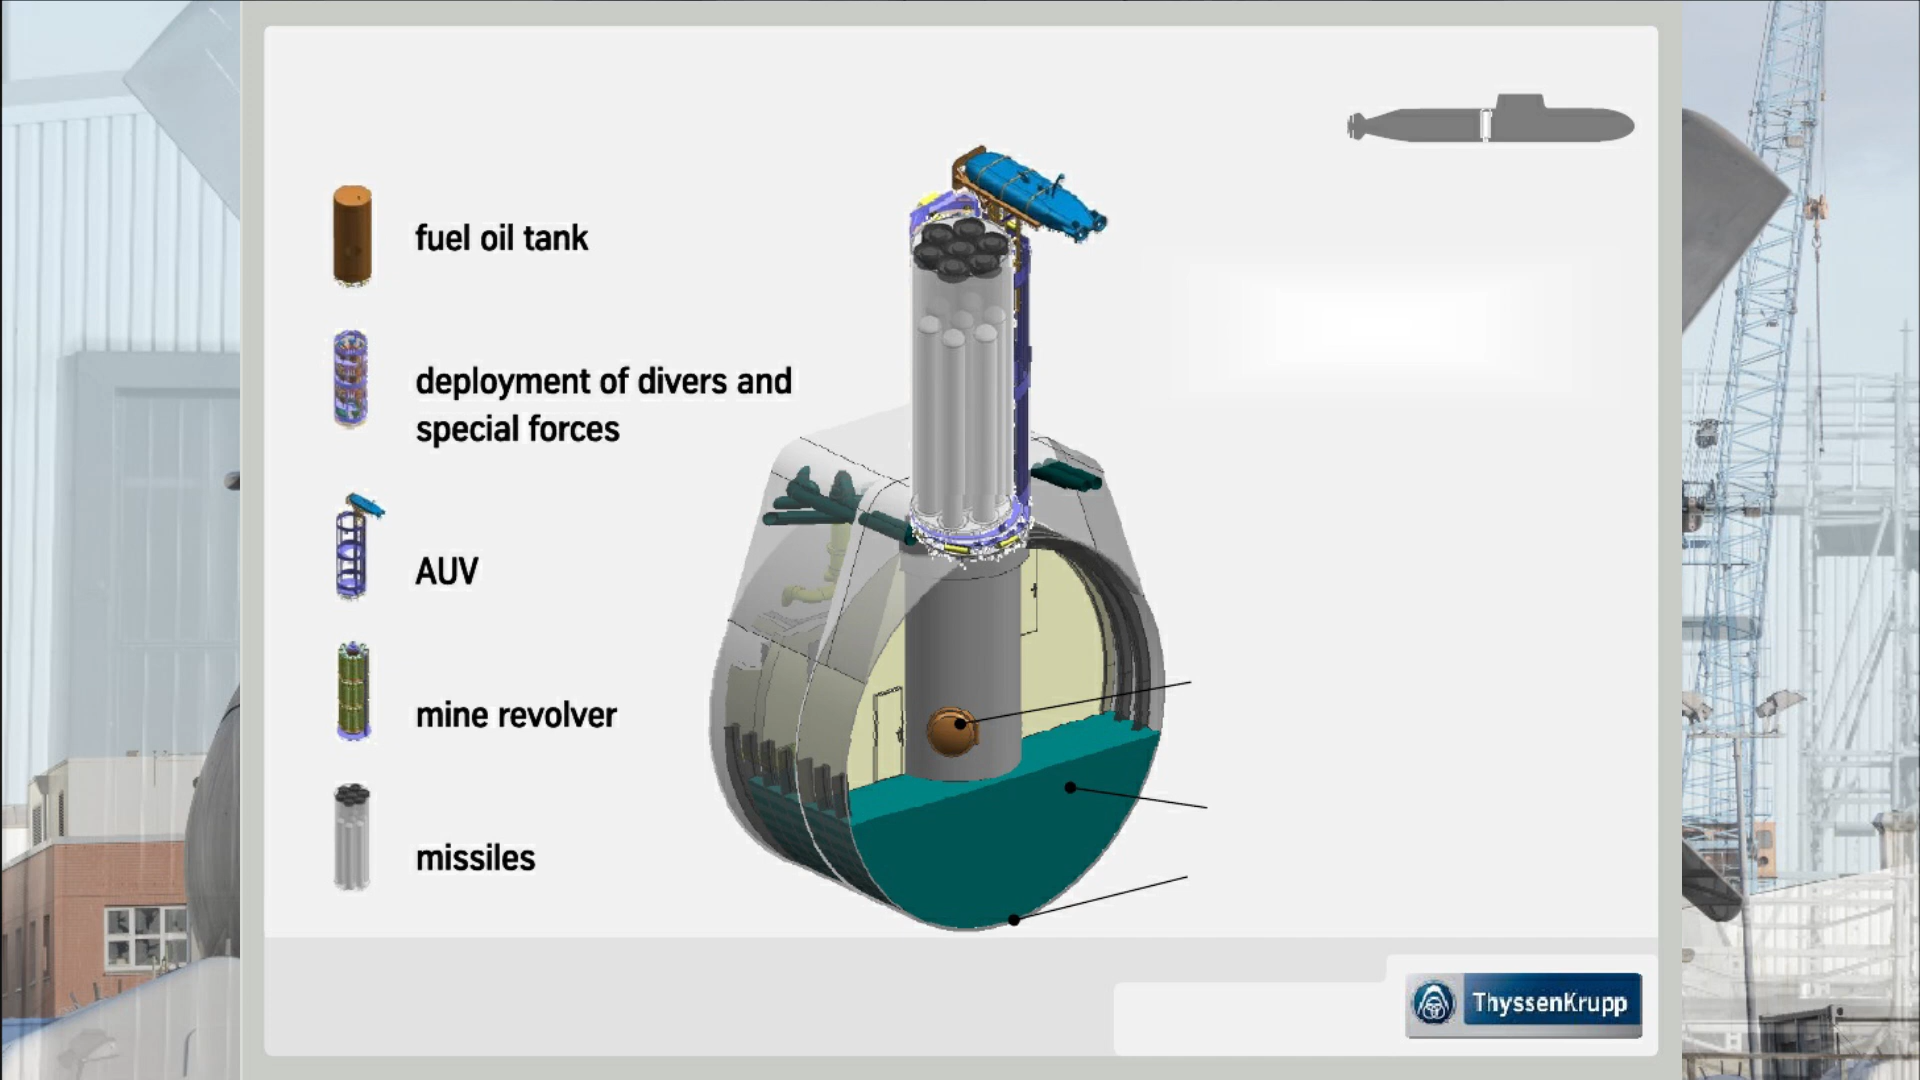 fuel oil tank
deployment of divers and
special forces
AUV
mine revolver
missiles
ThyssenKrupp